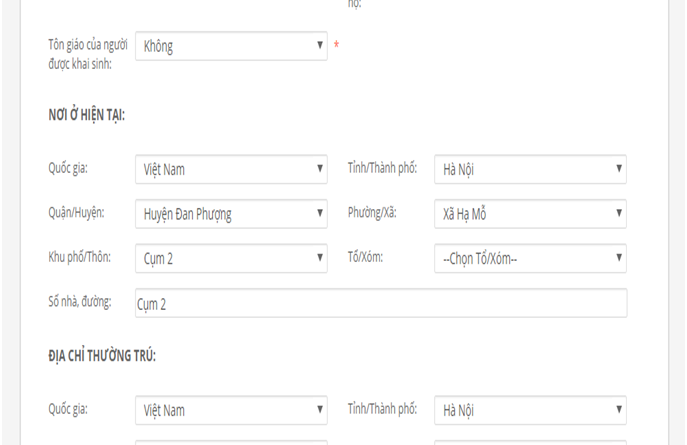 họ:
Tôn giáo của người
được khai sinh:
Không
*
NƠI Ở HIỆN TẠI:
Quốc gia: Việt Nam Tỉnh/Thành phố: Hà Nội
Quận/Huyện: Huyện Đan Phượng Phường/Xã: Xã Hạ Mỗ
Khu phố/Thôn: Cụm 2 Tổ/Xóm: --Chọn Tổ/Xóm--
Số nhà, đường: Cụm 2
ĐỊA CHỈ THƯỜNG TRÚ:
Quốc gia: Việt Nam Tỉnh/Thành phố: Hà Nội